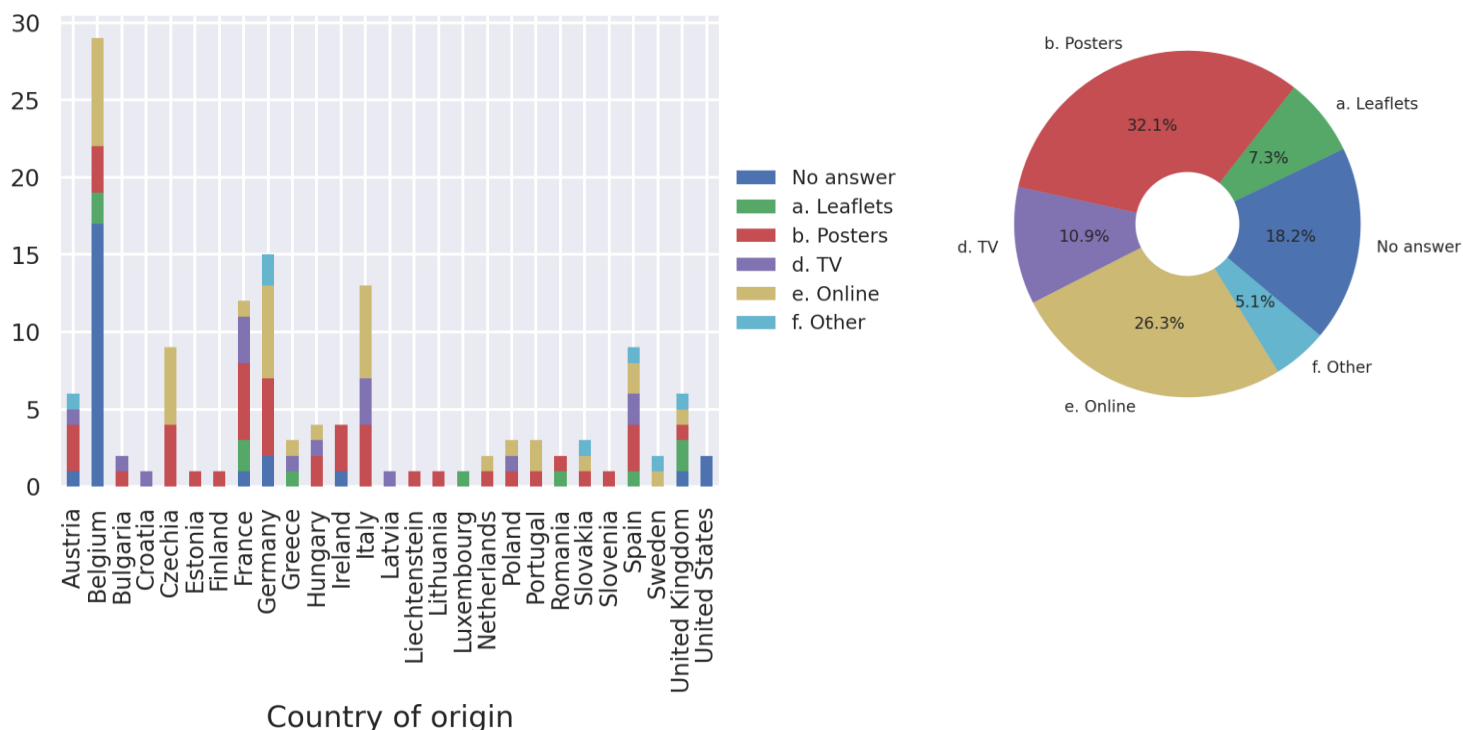 30
25
20
15
10
5
0
Austria
Belgium
Bulgaria
Croatia
Czechia
Estonia
Finland
France
Germany
Greece
Hungary
Ireland
Italy
Latvia
Liechtenstein
Lithuania
Luxembourg
Netherlands
Poland
Portugal
Romania
Slovakia
Slovenia
Spain
Sweden
United Kingdom
United States
Country of origin
No answer
a. Leaflets
b. Posters
d. TV
e. Online
f. Other
b. Posters
a. Leaflets
32.1%
7.3%
d. TV
10.9%
18.2%
No answer
5.1%
26.3%
f. Other
e. Online